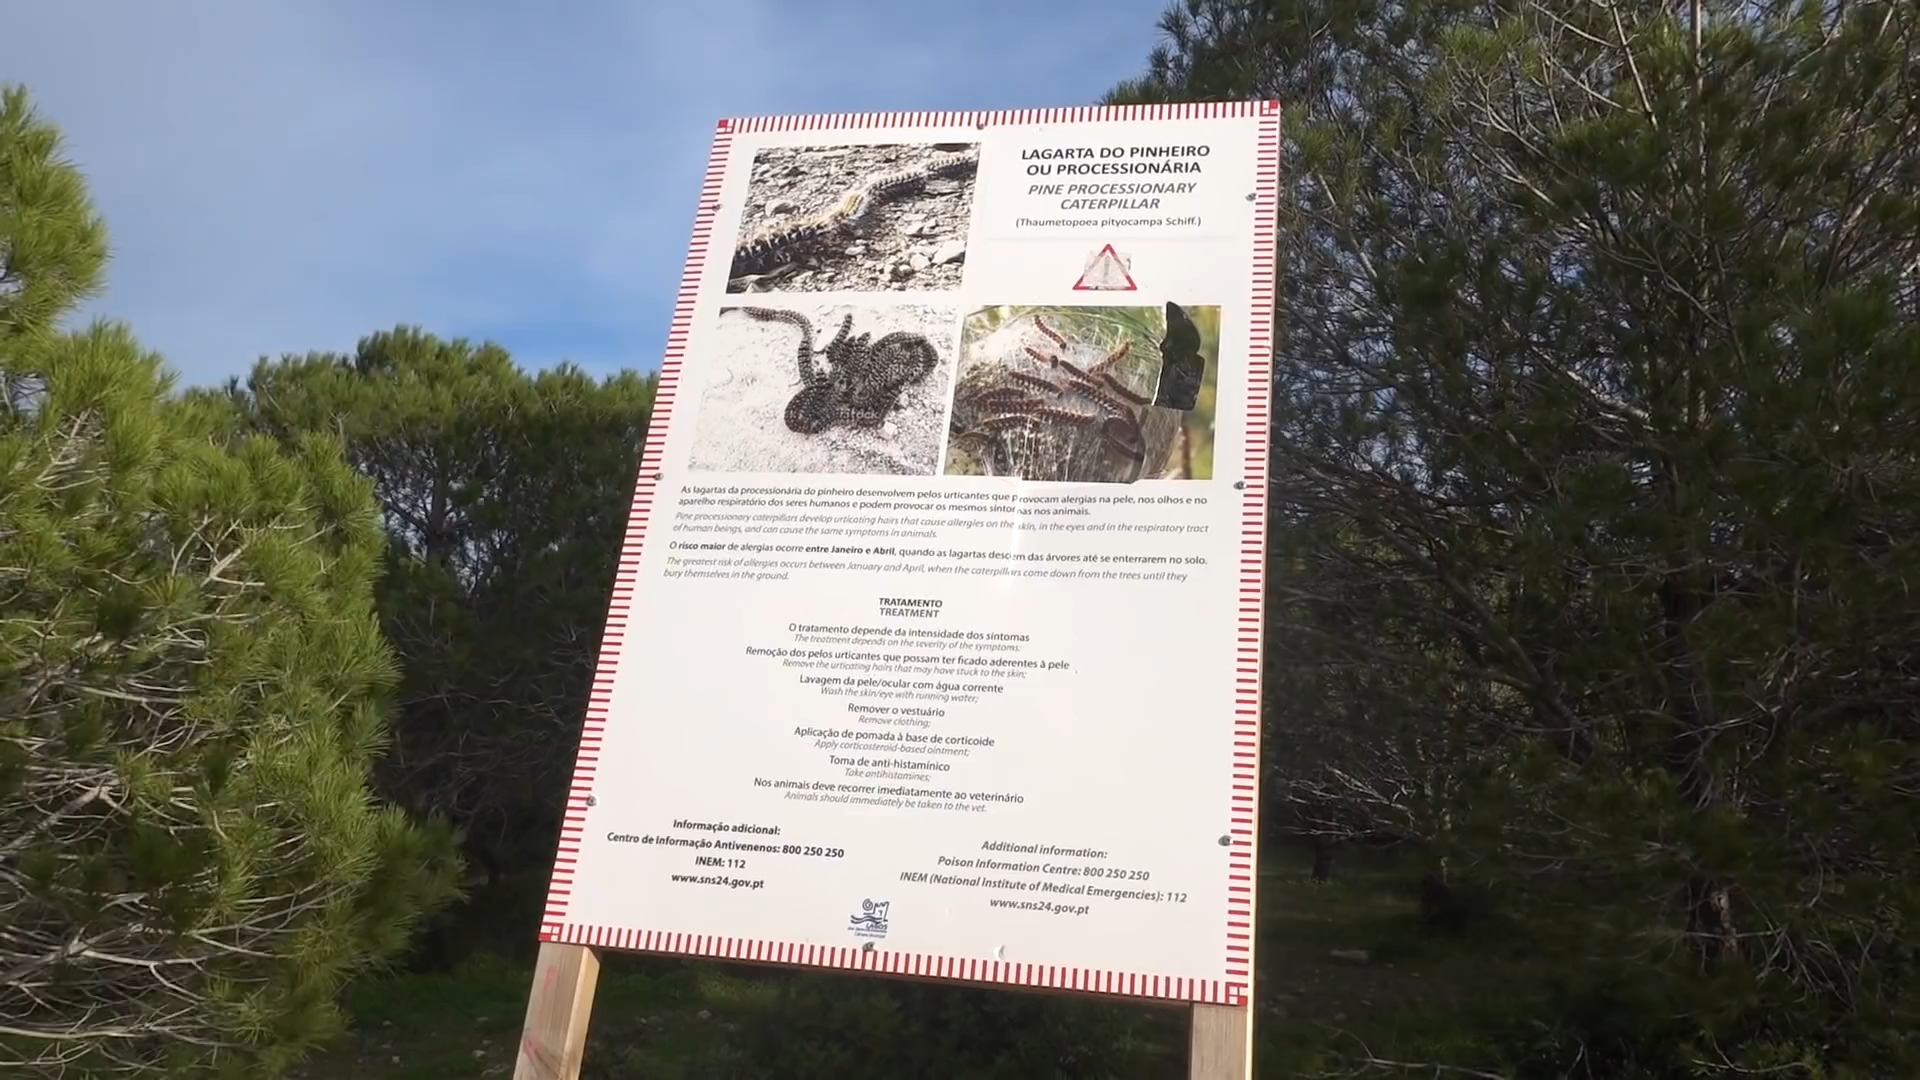 LAGARTA DO PINHEIRO
OU PROCESSIONÁRIA
PINE PROCESSIONARY
CATERPILLAR
(Thaumetopoea pityocampa Schiff.)
iStock
As lagartas da processionária do pinheiro desenvolvem pelos urticantes que provocam alergias na pele, nos olhos e no
aparelho respiratório dos seres humanos e podem provocar os mesmos sintomas nos animais.
Pine processionary caterpillars develop urticating hairs that cause allergies on the skin, in the eyes and in the respiratory tract
of human beings, and can cause the same symptoms in animals.
O risco maior de alergias ocorre entre Janeiro e Abril, quando as lagartas descem das árvores até se enterrarem no solo.
The greatest risk of allergies occurs between January and April, when the caterpillars come down from the trees until they
bury themselves in the ground.
TRATAMENTO
TREATMENT
O tratamento depende da intensidade dos sintomas
The treatment depends on the severity of the symptoms:
Remoção dos pelos urticantes que possam ter ficado aderentes à pele
Remove the urticating hairs that may have stuck to the skin;
Lavagem da pele/ocular com água corrente
Wash the skin/eye with running water;
Remover o vestuário
Remove clothing;
Aplicação de pomada à base de corticoide
Apply corticosteroid-based ointment;
Toma de anti-histamínico
Take antihistamines;
Nos animais deve recorrer imediatamente ao veterinário
Animals should immediately be taken to the vet.
Informação adicional:
Centro de Informação Antivenenos: 800 250 250
INEM: 112
www.sns24.gov.pt
Additional information:
Poison Information Centre: 800 250 250
INEM (National Institute of Medical Emergencies): 112
www.sns24.gov.pt
LAGOS